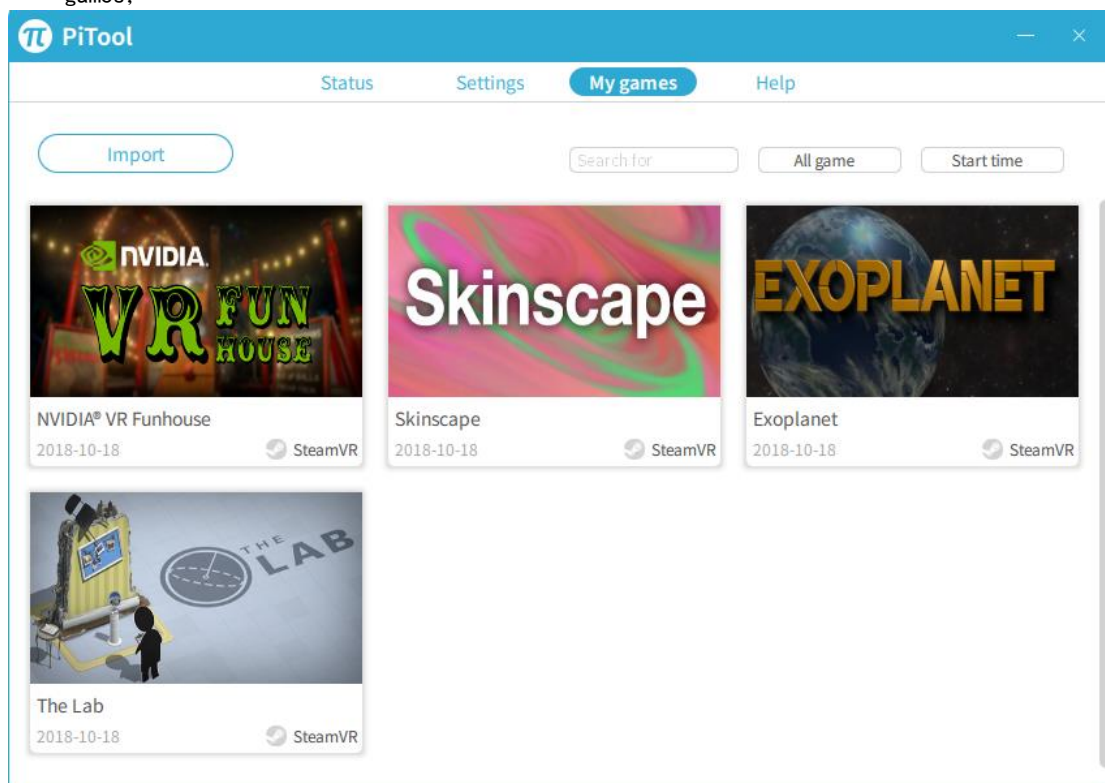 games;
π PiTool
Status Settings My games Help
Import Search for All game Start time
NVIDIA.
VR FUN
HOUSE
Skinscape
EXOPLANET
NVIDIA® VR Funhouse Skinscape Exoplanet
2018-10-18 SteamVR 2018-10-18 SteamVR 2018-10-18 SteamVR
THE
LAB
The Lab
2018-10-18 SteamVR